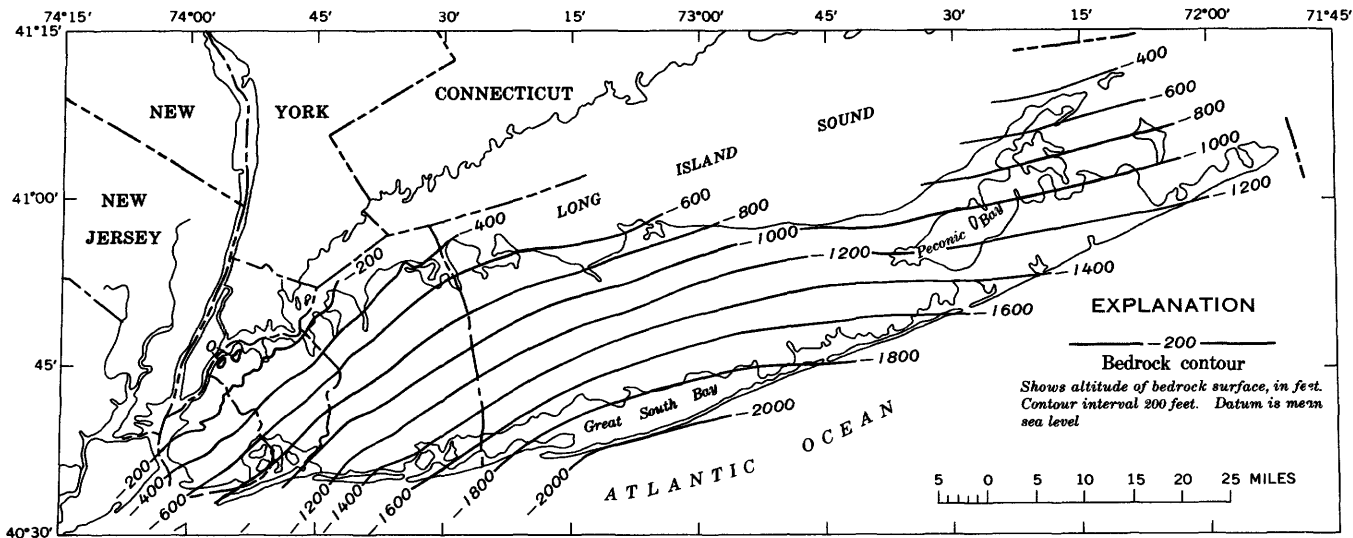 74°15′ 74°00′ 45′ 30′ 15′ 73°00′ 45′ 30′ 15′ 72°00′ 71°45′
41°15′
NEW YORK
CONNECTICUT
SOUND
ISLAND
LONG
-400
-600
-800
-1000
-1200
41°00′
NEW
JERSEY
-200
-400
-600
-800
-1000
-1200
Peconic Bay
-1400
-1600
-1800
-2000
45′
Great South Bay
ATLANTIC OCEAN
-200
-400
-600
-1200
-1400
-1600
-1800
-2000
40°30′
EXPLANATION
-200
Bedrock contour
Shows altitude of bedrock surface, in feet.
Contour interval 200 feet. Datum is mean
sea level
5 0 5 10 15 20 25 MILES